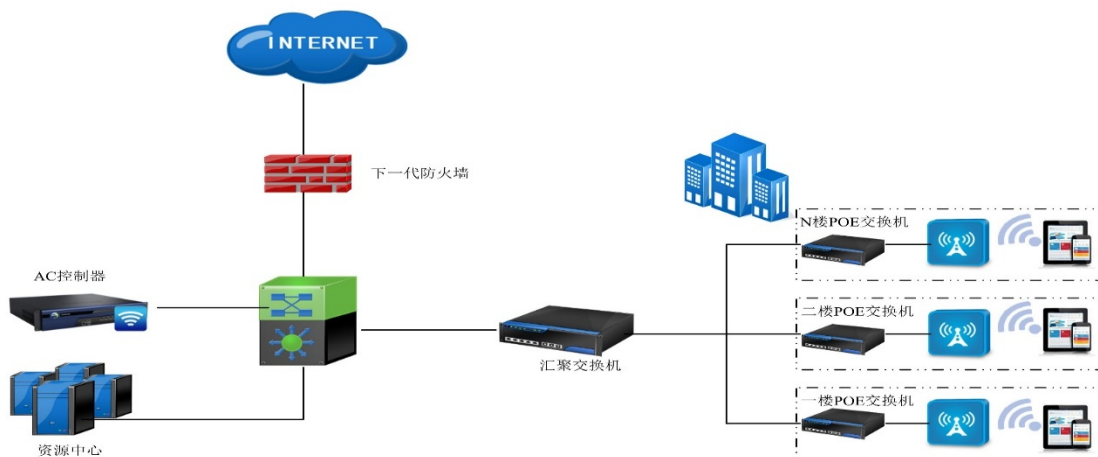 INTERNET
下一代防火墙
N楼POE交换机
AC控制器
二楼POE交换机
汇聚交换机
一楼POE交换机
资源中心